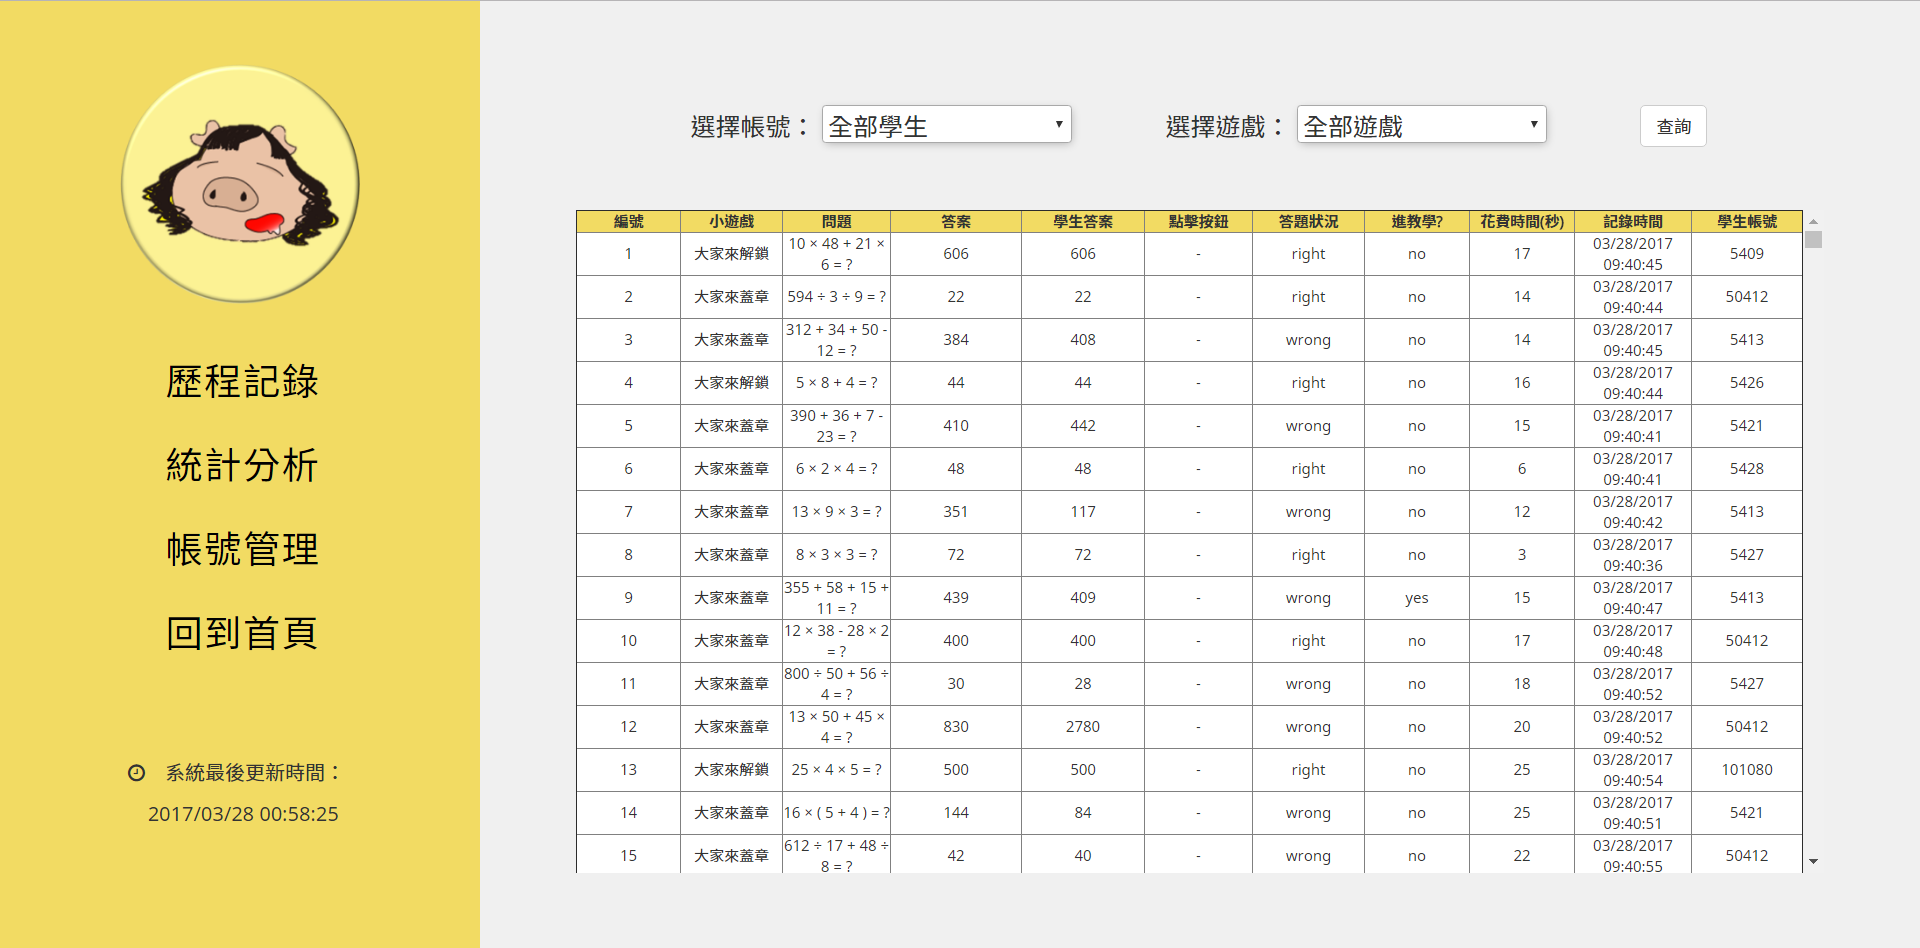 歷程記錄
統計分析
帳號管理
回到首頁
系統最後更新時間：
2017/03/28 00:58:25
選擇帳號： 全部學生 選擇遊戲： 全部遊戲 查詢
編號 小遊戲 問題 答案 學生答案 點擊按鈕 答題狀況 進教學? 花費時間(秒) 記錄時間 學生帳號
1 大家來解鎖 10 × 48 + 21 × 6 = ? 606 606 - right no 17 03/28/2017 09:40:45 5409
2 大家來蓋章 594 ÷ 3 ÷ 9 = ? 22 22 - right no 14 03/28/2017 09:40:44 50412
3 大家來蓋章 312 + 34 + 50 - 12 = ? 384 408 - wrong no 14 03/28/2017 09:40:45 5413
4 大家來解鎖 5 × 8 + 4 = ? 44 44 - right no 16 03/28/2017 09:40:44 5426
5 大家來蓋章 390 + 36 + 7 - 23 = ? 410 442 - wrong no 15 03/28/2017 09:40:41 5421
6 大家來蓋章 6 × 2 × 4 = ? 48 48 - right no 6 03/28/2017 09:40:41 5428
7 大家來蓋章 13 × 9 × 3 = ? 351 117 - wrong no 12 03/28/2017 09:40:42 5413
8 大家來蓋章 8 × 3 × 3 = ? 72 72 - right no 3 03/28/2017 09:40:36 5427
9 大家來蓋章 355 + 58 + 15 + 11 = ? 439 409 - wrong yes 15 03/28/2017 09:40:47 5413
10 大家來蓋章 12 × 38 - 28 × 2 = ? 400 400 - right no 17 03/28/2017 09:40:48 50412
11 大家來蓋章 800 ÷ 50 + 56 ÷ 4 = ? 30 28 - wrong no 18 03/28/2017 09:40:52 5427
12 大家來蓋章 13 × 50 + 45 × 4 = ? 830 2780 - wrong no 20 03/28/2017 09:40:52 50412
13 大家來解鎖 25 × 4 × 5 = ? 500 500 - right no 25 03/28/2017 09:40:54 101080
14 大家來蓋章 16 × ( 5 + 4 ) = ? 144 84 - wrong no 25 03/28/2017 09:40:51 5421
15 大家來蓋章 612 ÷ 17 + 48 ÷ 8 = ? 42 40 - wrong no 22 03/28/2017 09:40:55 50412